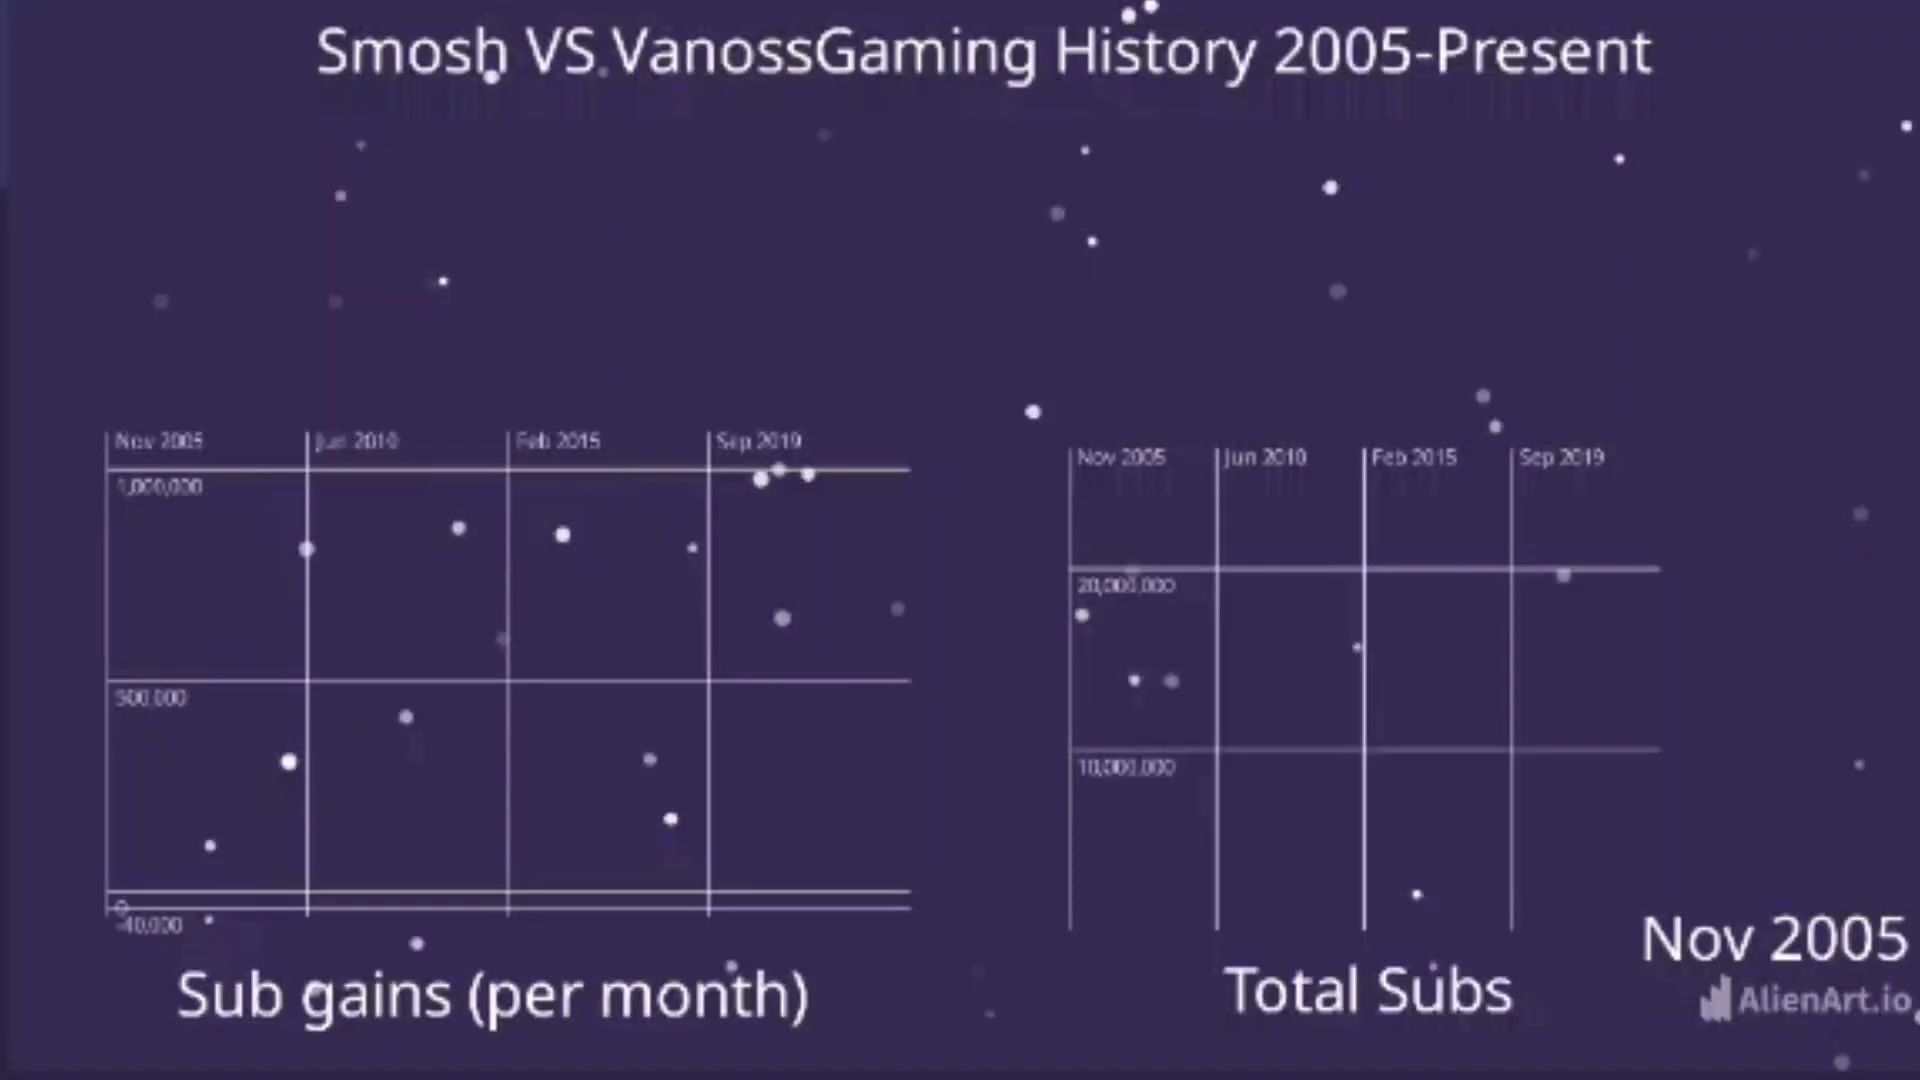 Smosh VS VanossGaming History 2005-Present
Nov 2005
Jun 2010
Feb 2015
Sep 2019
1,000,000
500,000
0
-40,000
Sub gains (per month)
Nov 2005
Jun 2010
Feb 2015
Sep 2019
20,000,000
10,000,000
Total Subs
Nov 2005
AlienArt.io